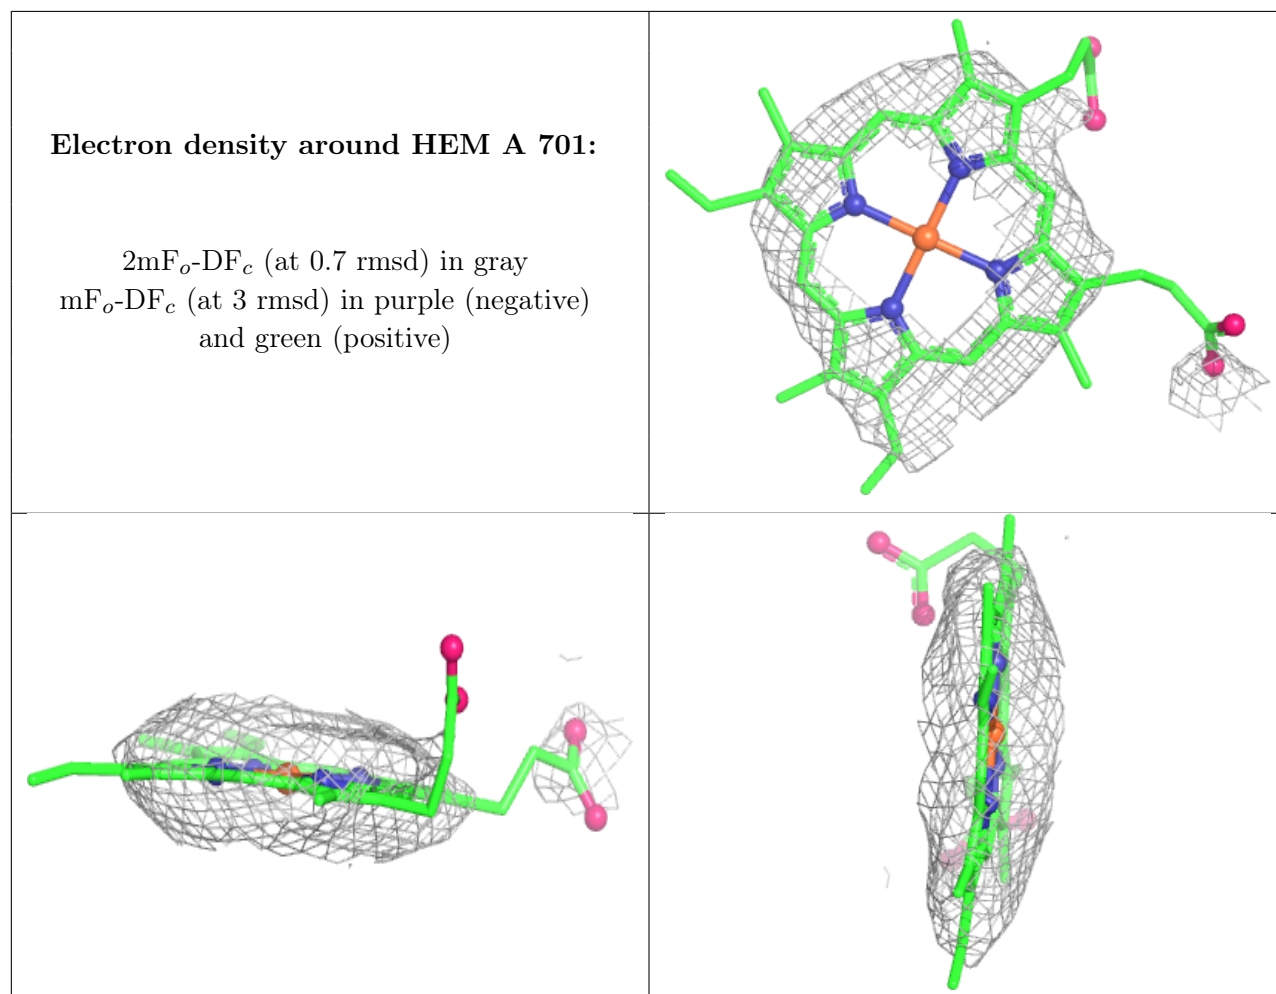 Electron density around HEM A 701:
2mFo-DFc (at 0.7 rmsd) in gray
mFo-DFc (at 3 rmsd) in purple (negative)
and green (positive)